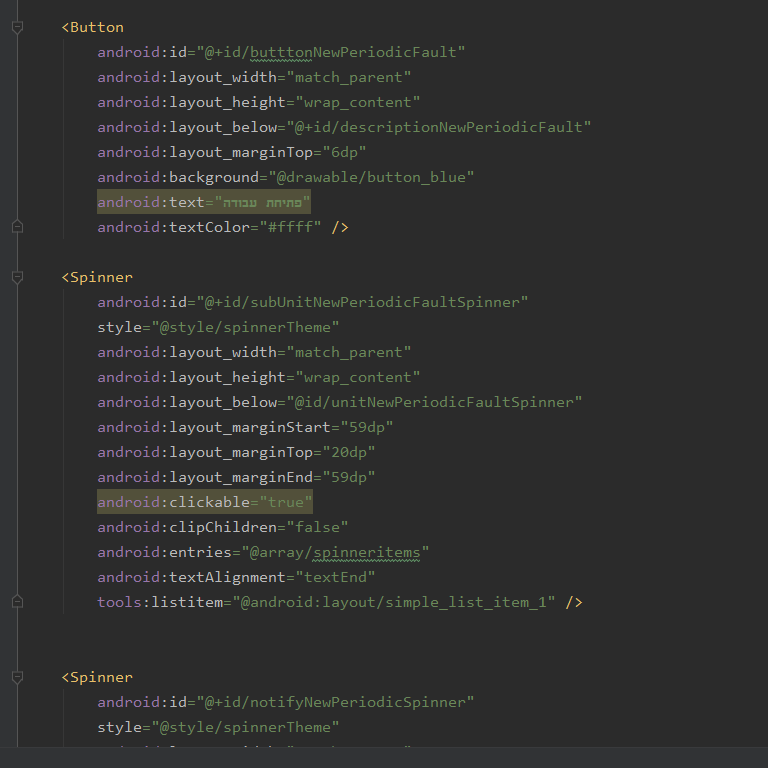 <Button
android:id="@+id/butttonNewPeriodicFault"
android:layout_width="match_parent"
android:layout_height="wrap_content"
android:layout_below="@+id/descriptionNewPeriodicFault"
android:layout_marginTop="6dp"
android:background="@drawable/button_blue"
android:text="פתיחת עבודה"
android:textColor="#ffff" />
<Spinner
android:id="@+id/subUnitNewPeriodicFaultSpinner"
style="@style/spinnerTheme"
android:layout_width="match_parent"
android:layout_height="wrap_content"
android:layout_below="@id/unitNewPeriodicFaultSpinner"
android:layout_marginStart="59dp"
android:layout_marginTop="20dp"
android:layout_marginEnd="59dp"
android:clickable="true"
android:clipChildren="false"
android:entries="@array/spinneritems"
android:textAlignment="textEnd"
tools:listitem="@android:layout/simple_list_item_1" />
<Spinner
android:id="@+id/notifyNewPeriodicSpinner"
style="@style/spinnerTheme"